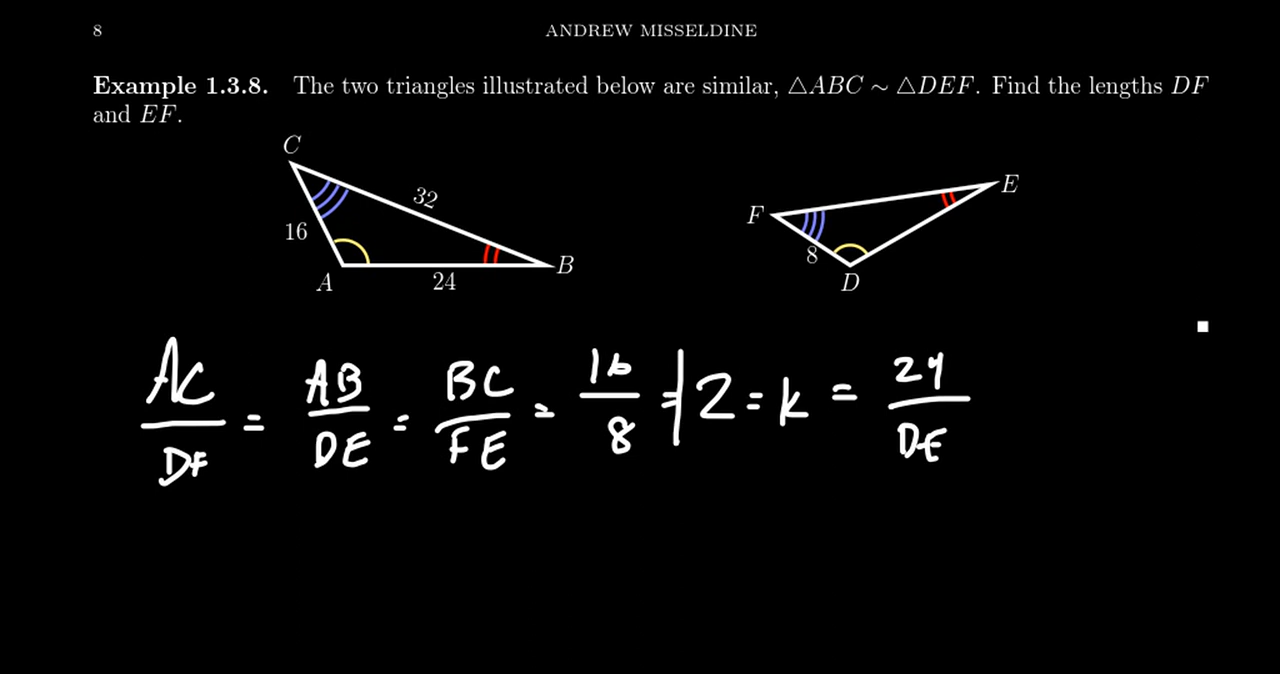 8 ANDREW MISSELDINE
Example 1.3.8. The two triangles illustrated below are similar, △ABC ∼ △DEF. Find the lengths DF
and EF.
C
32
E
F
16
8
B
A
24
D
AC/DF = AB/DE = BC/FE = 16/8 = 2 = k = 24/DE